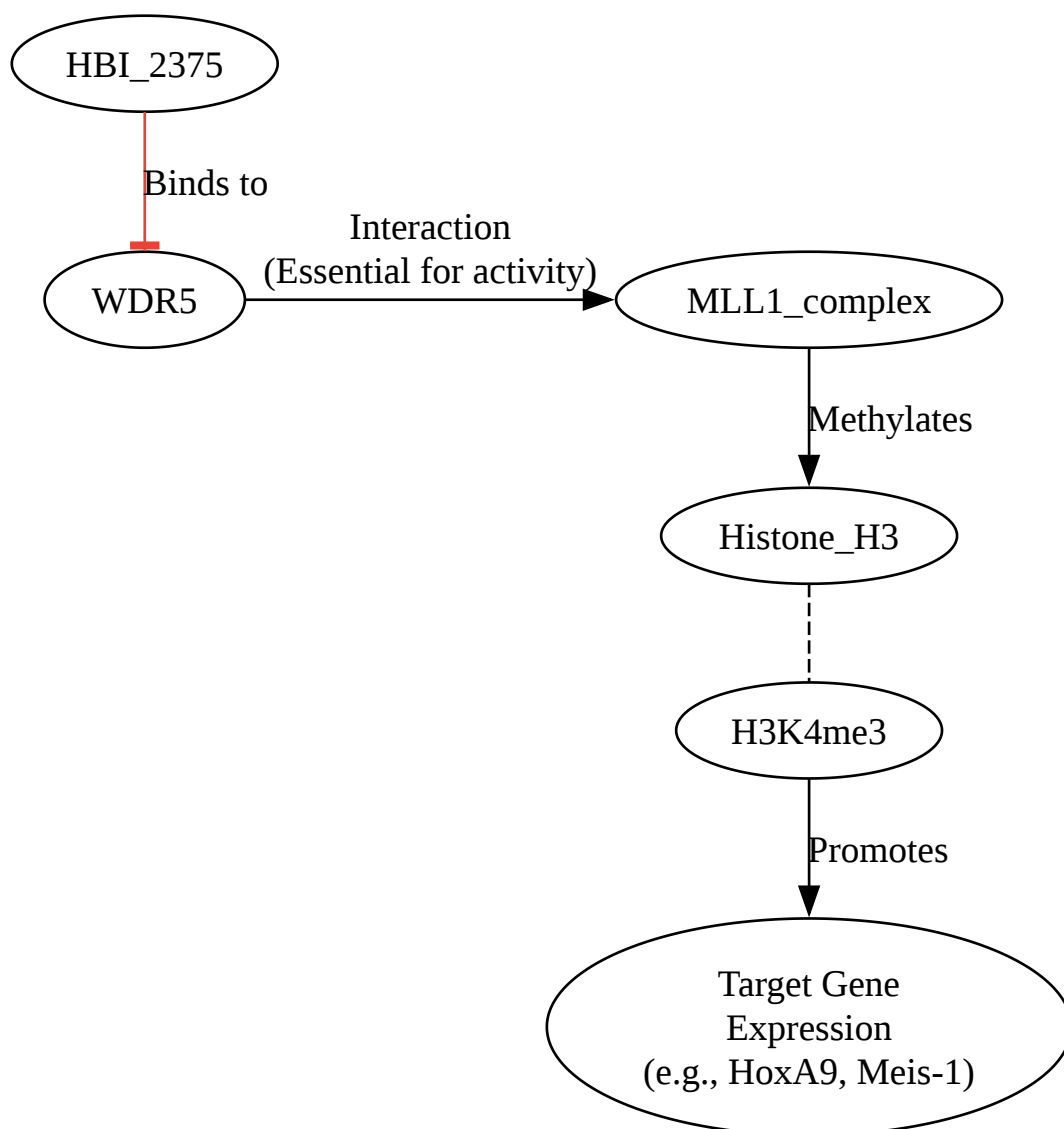 HBI_2375
Binds to
Interaction
(Essential for activity)
WDR5
MLL1_complex
Methylates
Histone_H3
H3K4me3
Promotes
Target Gene
Expression
(e.g., HoxA9, Meis-1)